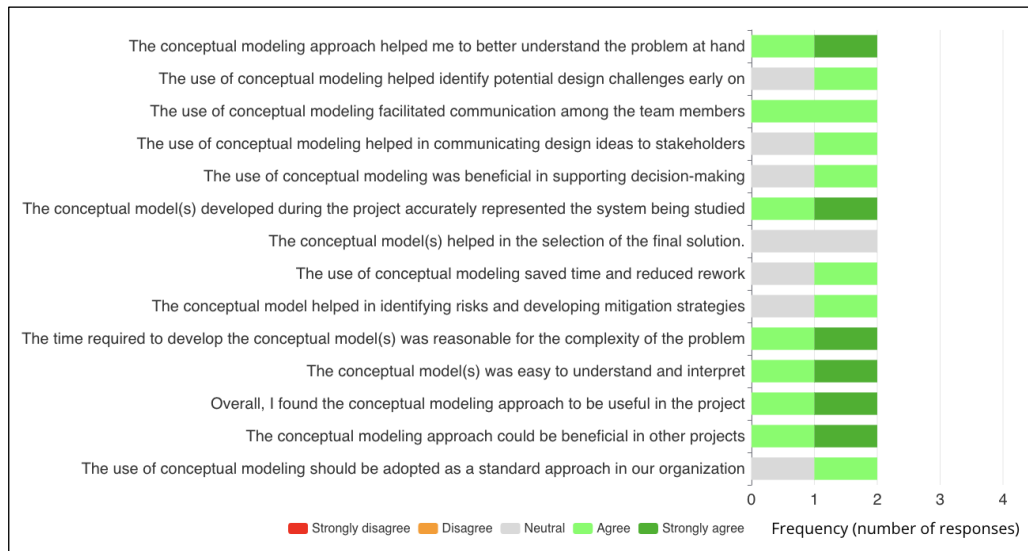 The conceptual modeling approach helped me to better understand the problem at hand
The use of conceptual modeling helped identify potential design challenges early on
The use of conceptual modeling facilitated communication among the team members
The use of conceptual modeling helped in communicating design ideas to stakeholders
The use of conceptual modeling was beneficial in supporting decision-making
The conceptual model(s) developed during the project accurately represented the system being studied
The conceptual model(s) helped in the selection of the final solution.
The use of conceptual modeling saved time and reduced rework
The conceptual model helped in identifying risks and developing mitigation strategies
The time required to develop the conceptual model(s) was reasonable for the complexity of the problem
The conceptual model(s) was easy to understand and interpret
Overall, I found the conceptual modeling approach to be useful in the project
The conceptual modeling approach could be beneficial in other projects
The use of conceptual modeling should be adopted as a standard approach in our organization
0 1 2 3 4
Strongly disagree Disagree Neutral Agree Strongly agree Frequency (number of responses)